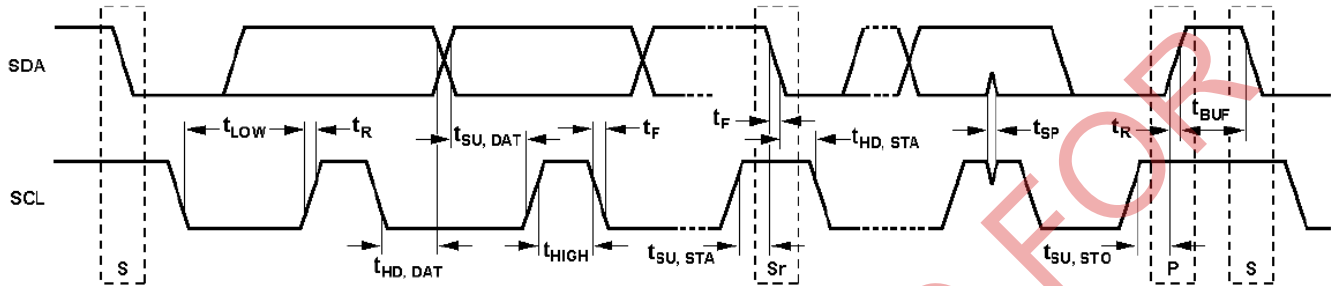 SDA
tLOW
tR
tSU, DAT
tF
tF
tHD, STA
tSP
tR
tBUF
SCL
tHD, DAT
tHIGH
tSU, STA
tSU, STO
S
Sr
P
S
FOR